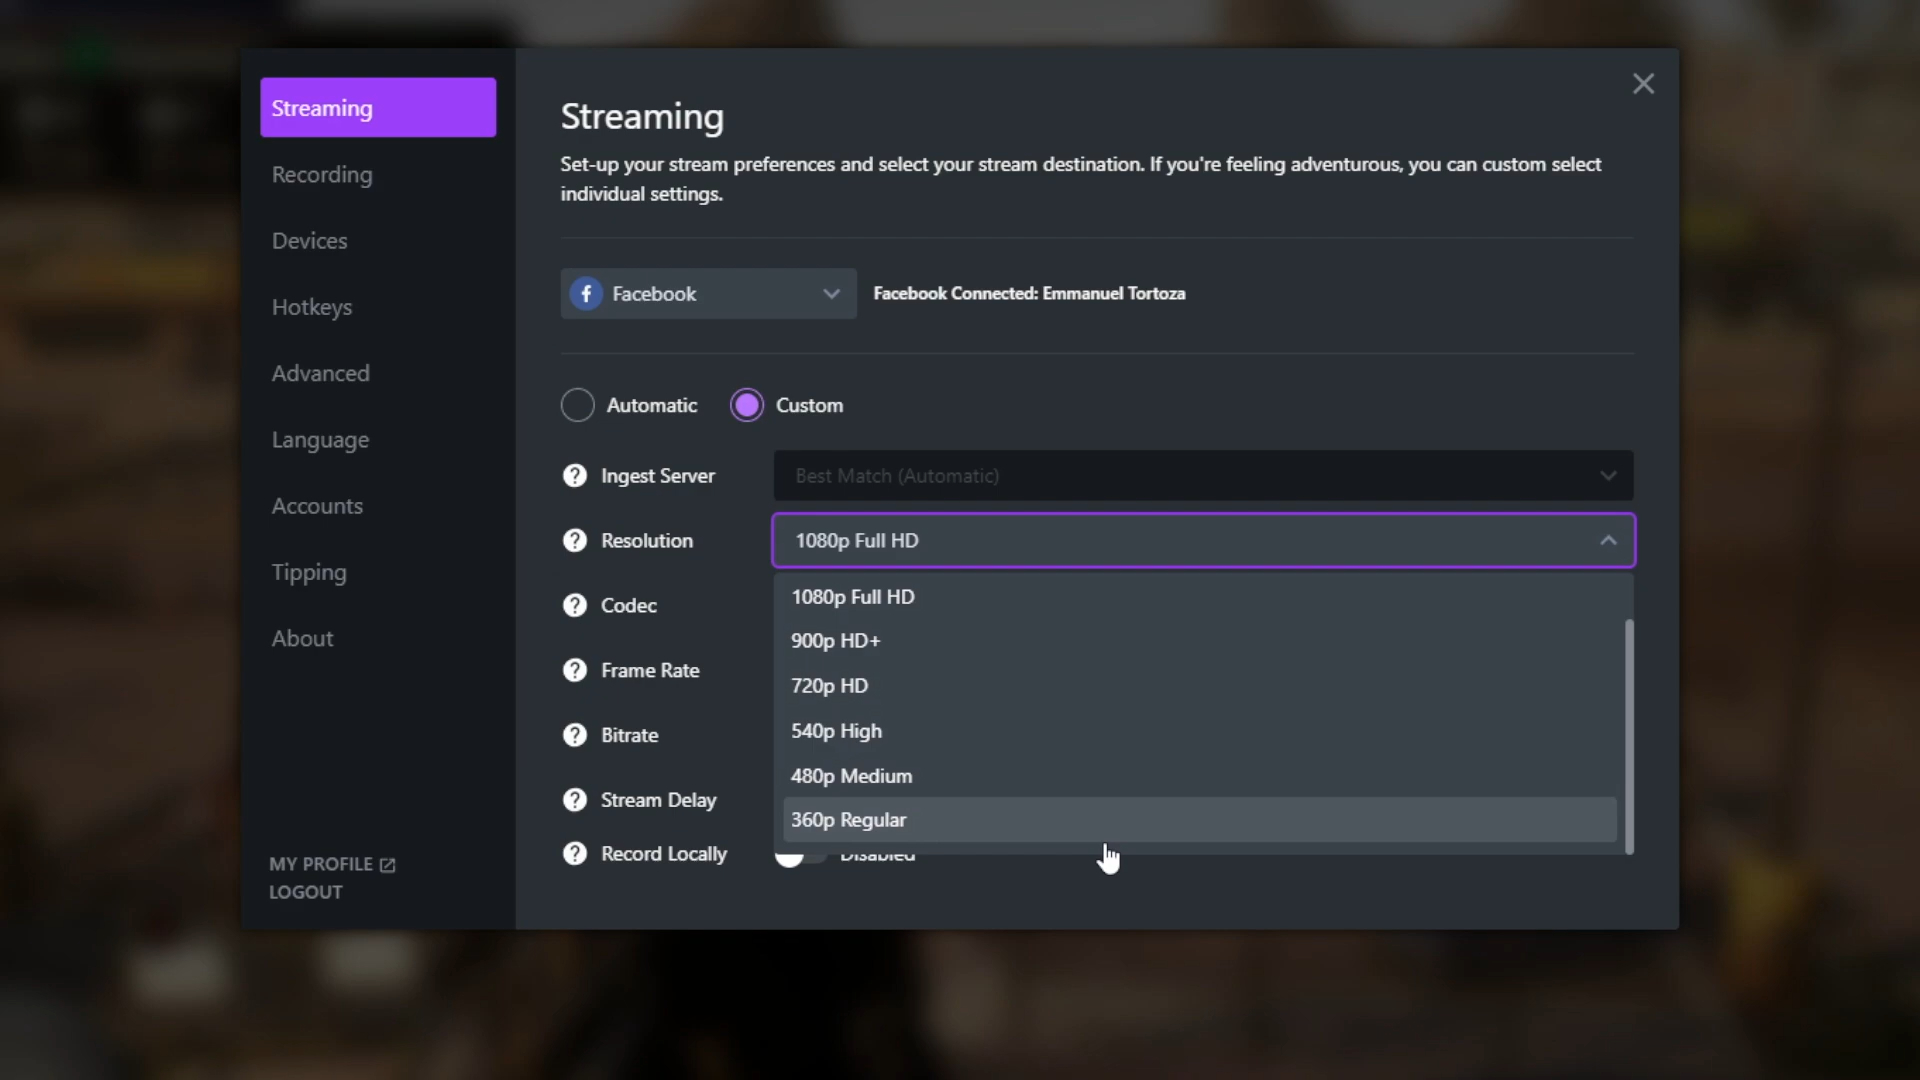 Streaming
Recording
Devices
Hotkeys
Advanced
Language
Accounts
Tipping
About
MY PROFILE
LOGOUT
Streaming
Set-up your stream preferences and select your stream destination. If you're feeling adventurous, you can custom select
individual settings.
Facebook
Facebook Connected: Emmanuel Tortoza
Automatic
Custom
Ingest Server
Best Match (Automatic)
Resolution
1080p Full HD
1080p Full HD
900p HD+
720p HD
540p High
480p Medium
360p Regular
Codec
Frame Rate
Bitrate
Stream Delay
Record Locally
Disabled